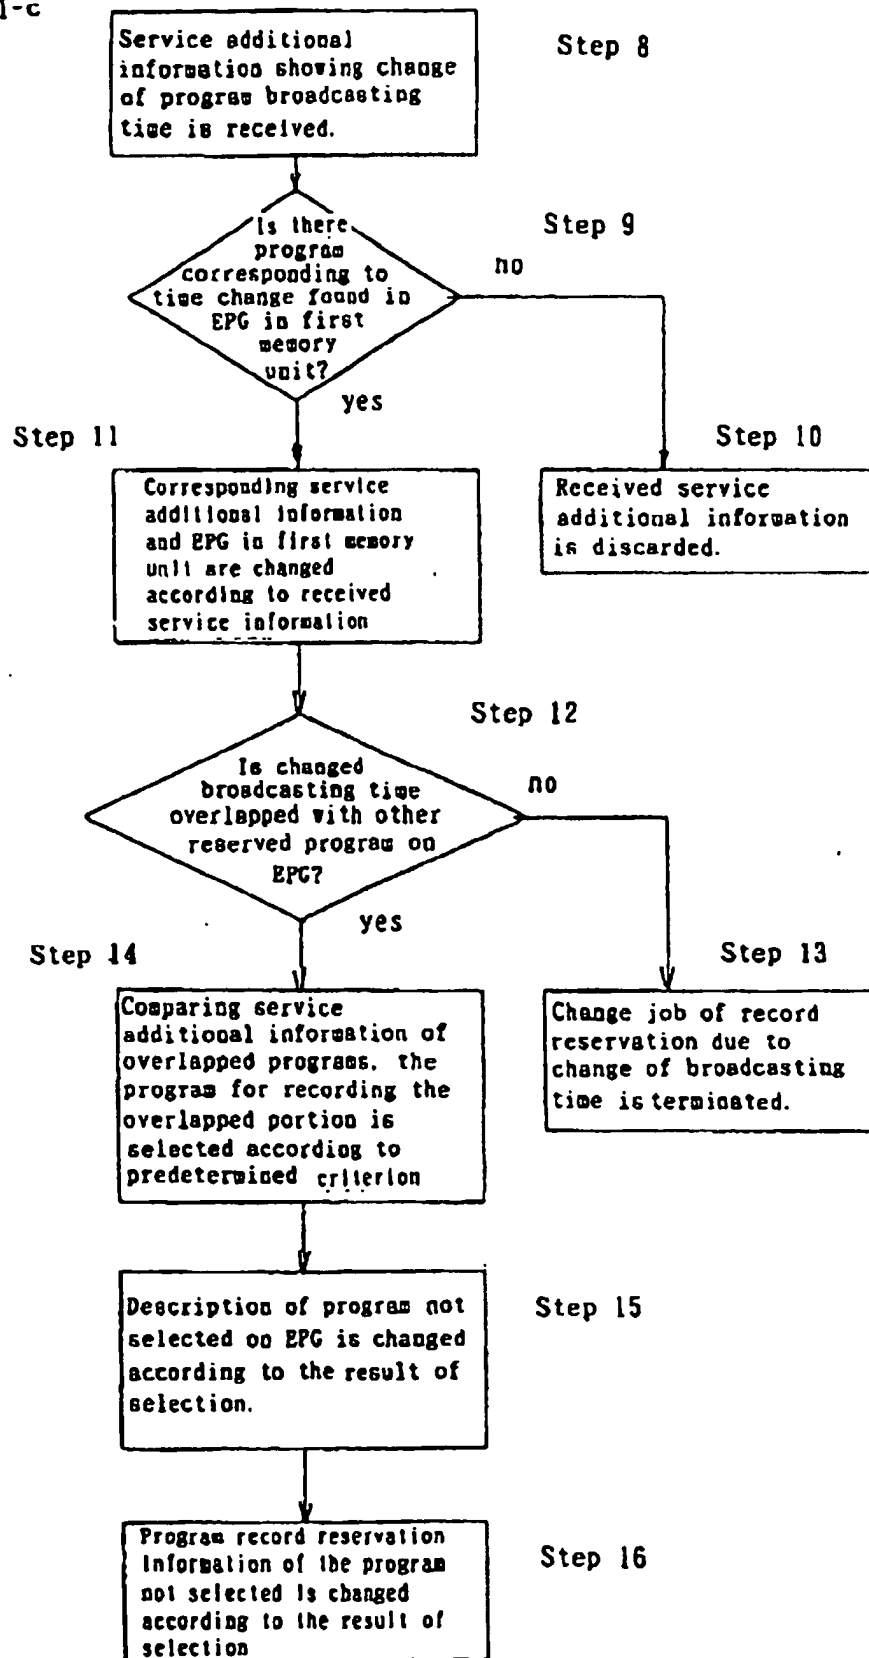 1-c
Service additional
information showing change
of program broadcasting
time is received.
Step 8
Is there
program
corresponding to
time change found in
EPG in first
memory
unit?
Step 9
no
yes
Step 11
Step 10
Corresponding service
additional information
and EPG in first memory
unit are changed
according to received
service information
Received service
additional information
is discarded.
Step 12
Is changed
broadcasting time
overlapped with other
reserved program on
EPG?
no
yes
Step 14
Step 13
Comparing service
additional information of
overlapped programs, the
program for recording the
overlapped portion is
selected according to
predetermined criterion
Change job of record
reservation due to
change of broadcasting
time is terminated.
Description of program not
selected on EPG is changed
according to the result of
selection.
Step 15
Program record reservation
Information of the program
not selected is changed
according to the result of
selection
Step 16